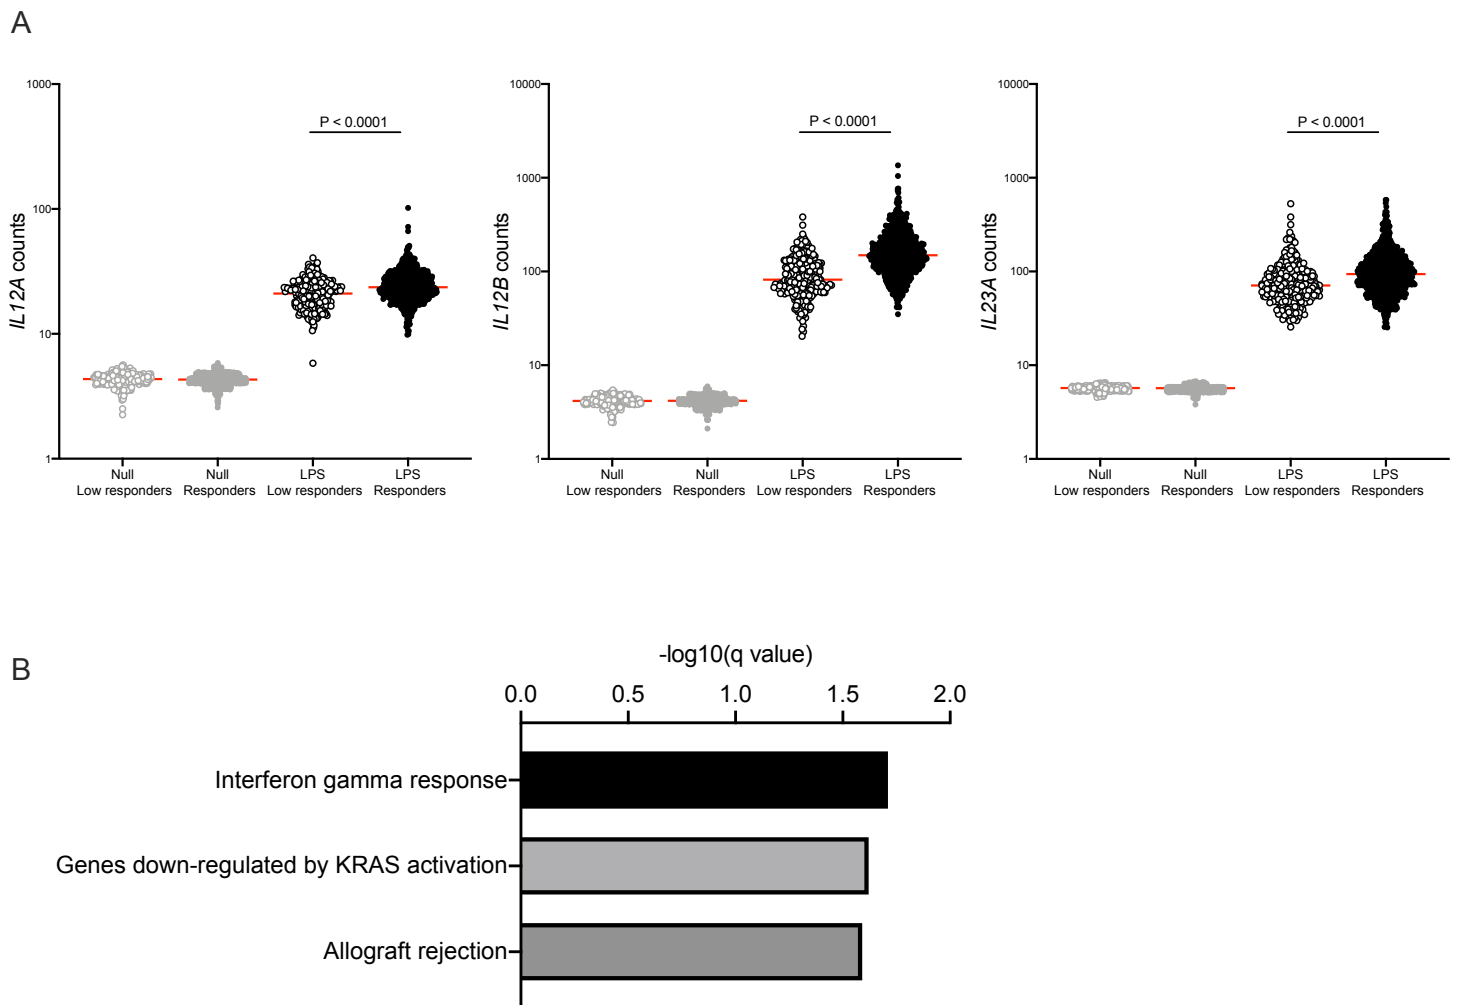 A
1000
100
10
1
IL12A counts
P < 0.0001
Null
Low responders
Null
Responders
LPS
Low responders
LPS
Responders
10000
1000
100
10
1
IL12B counts
P < 0.0001
Null
Low responders
Null
Responders
LPS
Low responders
LPS
Responders
10000
1000
100
10
1
IL23A counts
P < 0.0001
Null
Low responders
Null
Responders
LPS
Low responders
LPS
Responders
B
-log10(q value)
0.0 0.5 1.0 1.5 2.0
Interferon gamma response
Genes down-regulated by KRAS activation
Allograft rejection